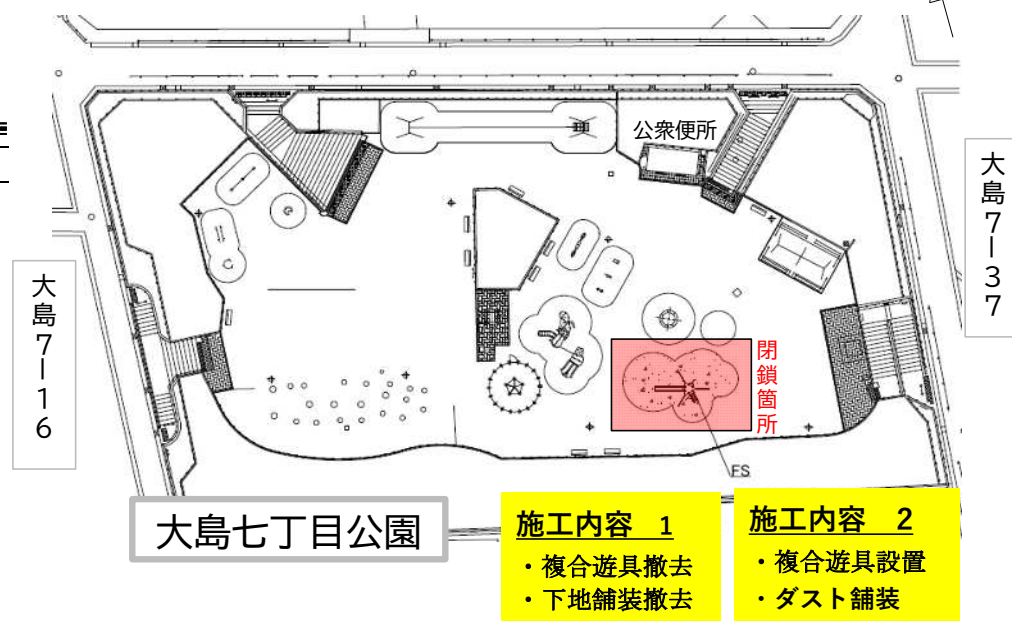 公衆便所
大島7ー37
大島7ー16
閉鎖箇所
FS
大島七丁目公園
施工内容 1
・複合遊具撤去
・下地舗装撤去
施工内容 2
・複合遊具設置
・ダスト舗装